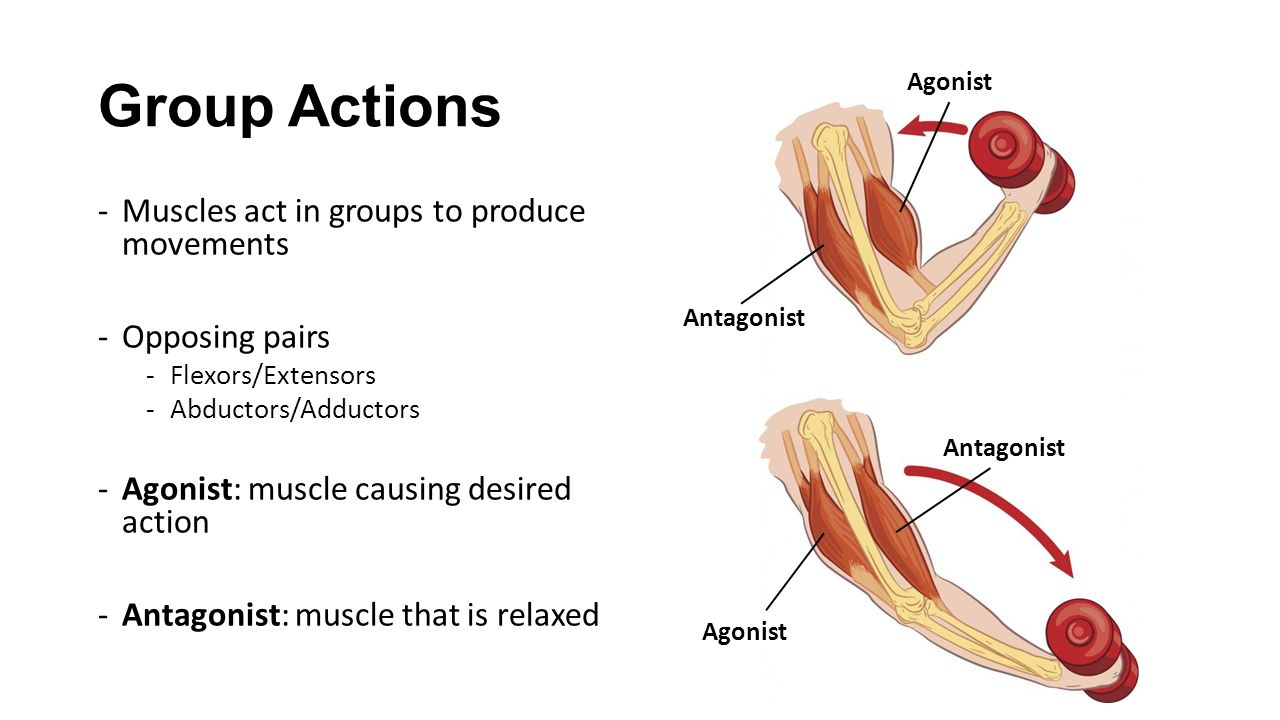 Group Actions
- Muscles act in groups to produce
movements
- Opposing pairs
- Flexors/Extensors
- Abductors/Adductors
- Agonist: muscle causing desired
action
- Antagonist: muscle that is relaxed
Agonist
Antagonist
Antagonist
Agonist